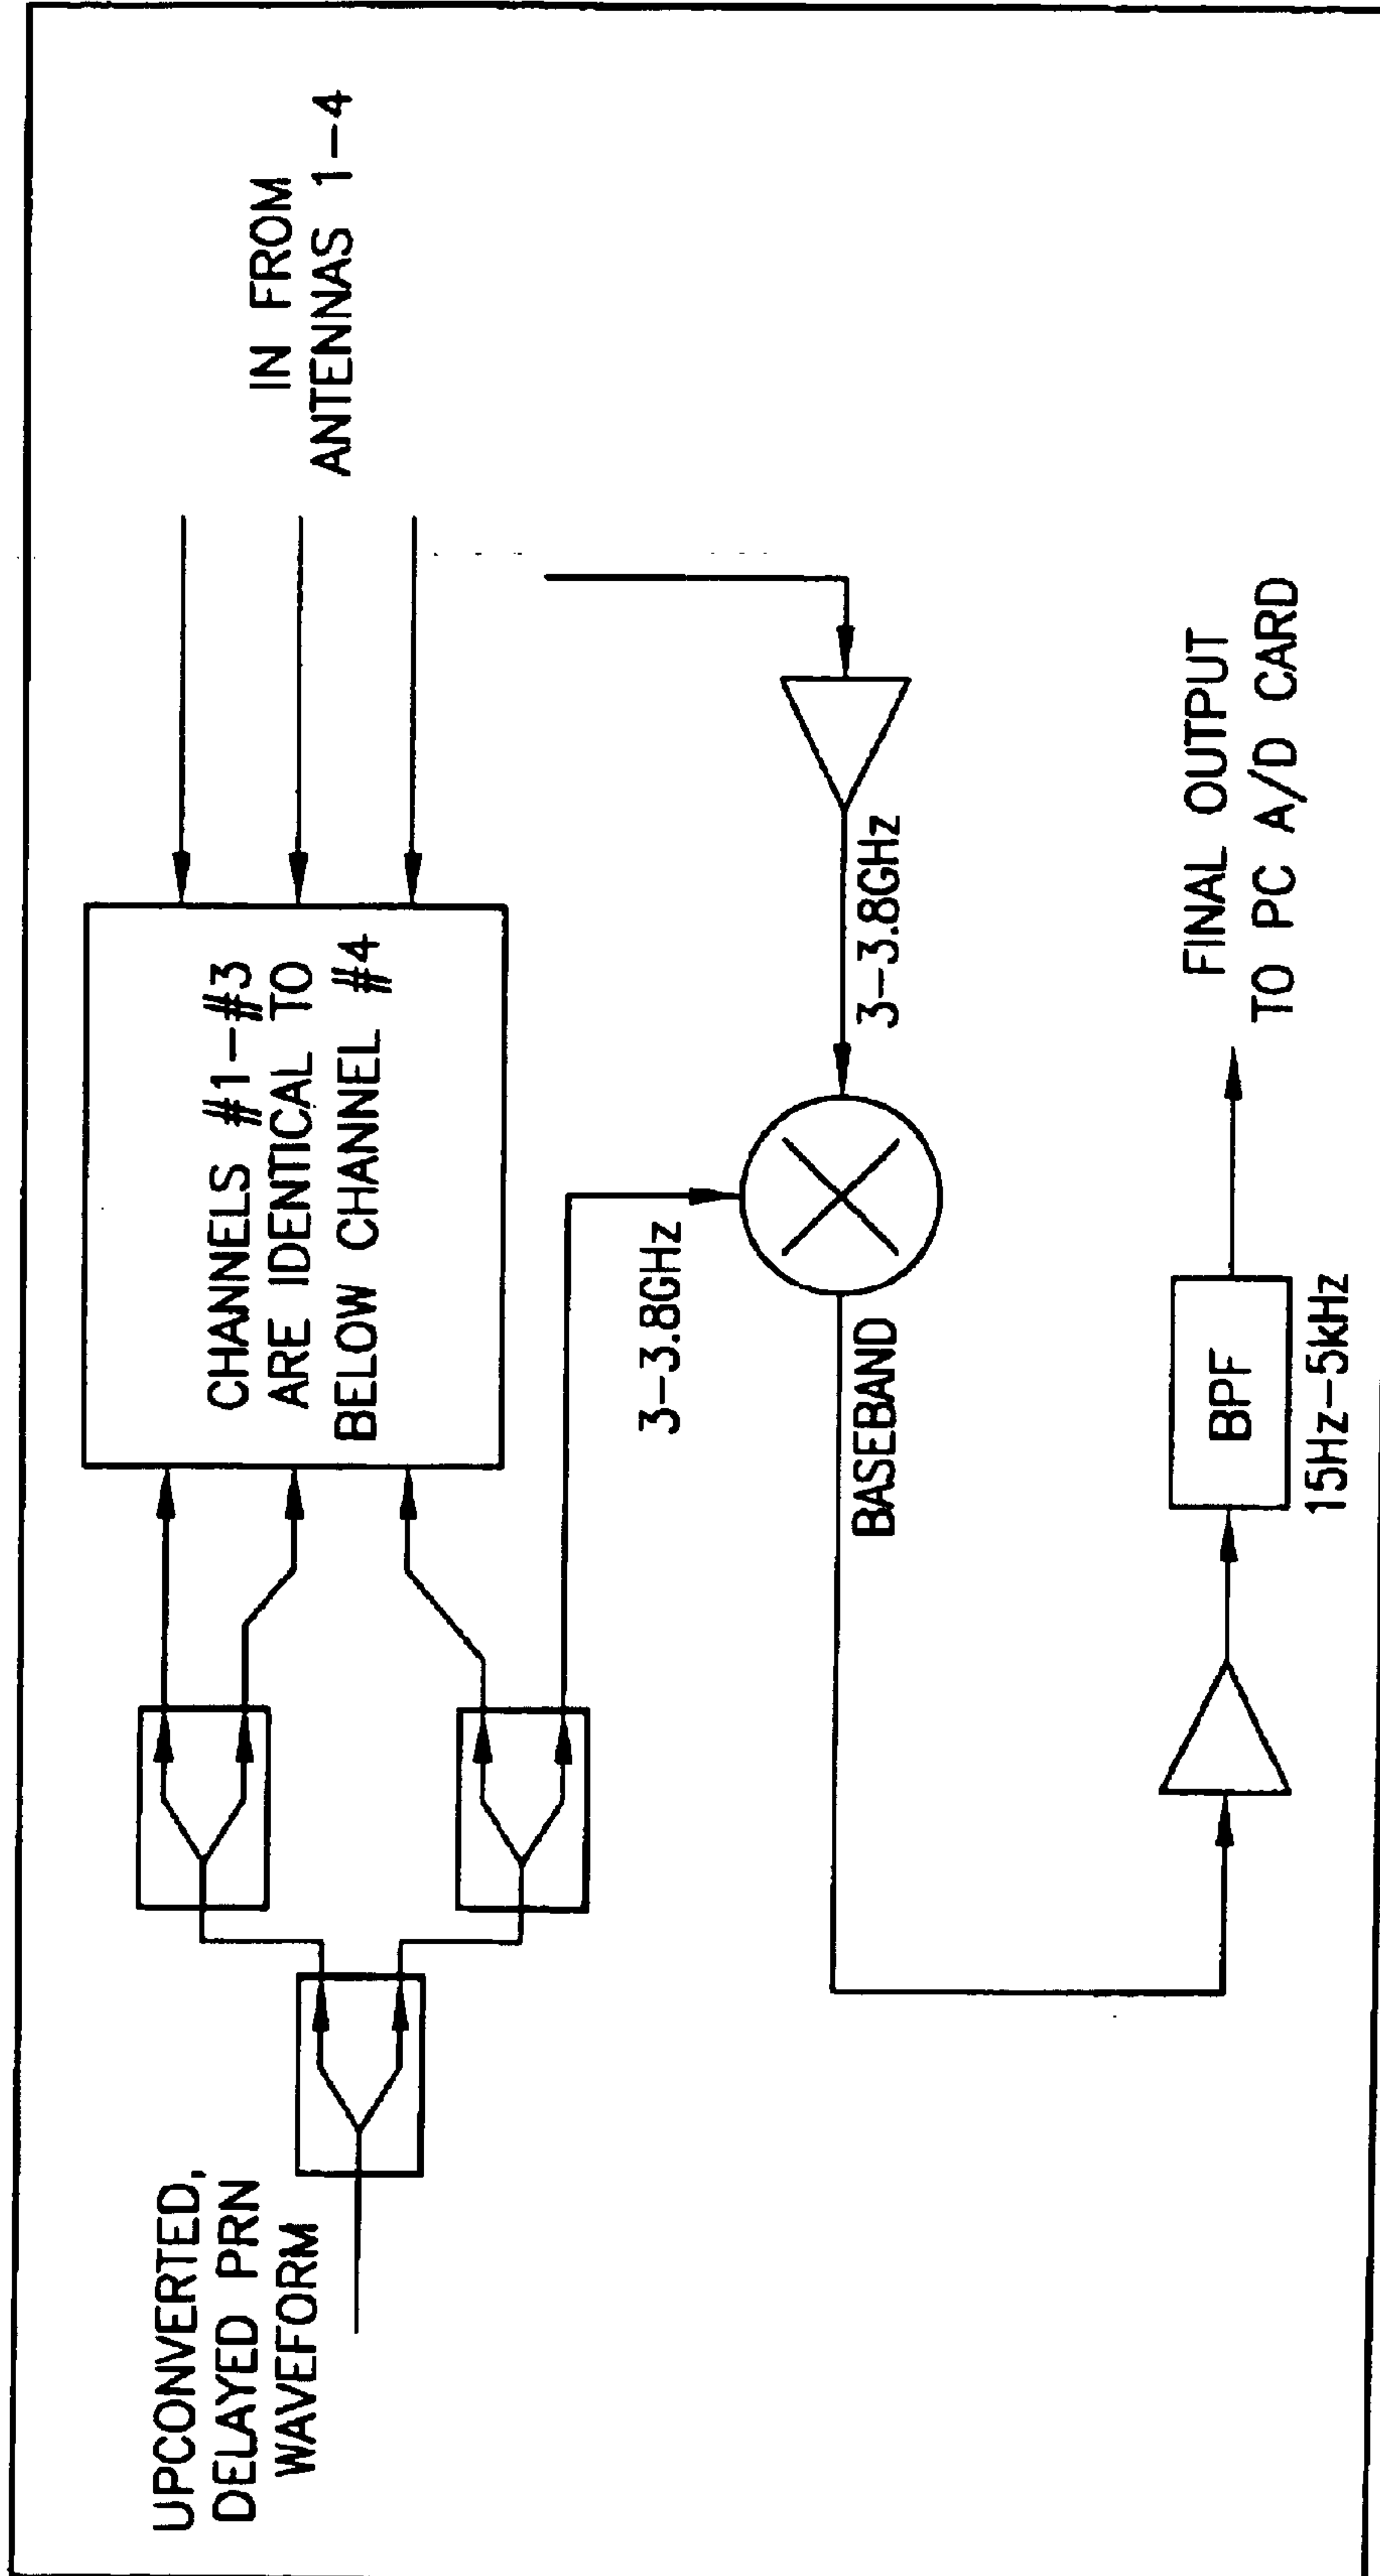 UPCONVERTED,
DELAYED PRN
WAVEFORM
CHANNELS #1-#3
ARE IDENTICAL TO
BELOW CHANNEL #4
IN FROM
ANTENNAS 1-4
3-3.8GHz
3-3.8GHz
BASEBAND
BPF
15Hz-5kHz
FINAL OUTPUT
TO PC A/D CARD